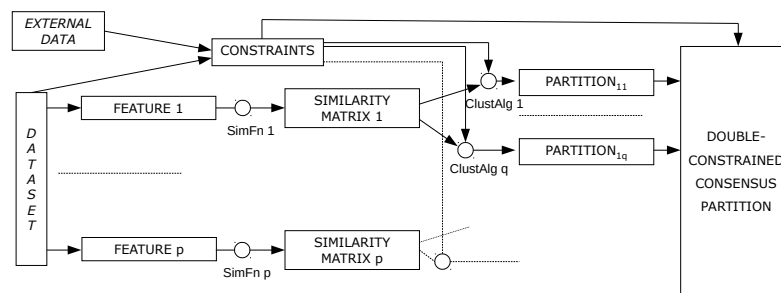 EXTERNAL
DATA
CONSTRAINTS
DATASET
FEATURE 1
SimFn 1
SIMILARITY
MATRIX 1
ClustAlg 1
PARTITION11
ClustAlg q
PARTITION1q
DOUBLE-
CONSTRAINED
CONSENSUS
PARTITION
FEATURE p
SimFn p
SIMILARITY
MATRIX p